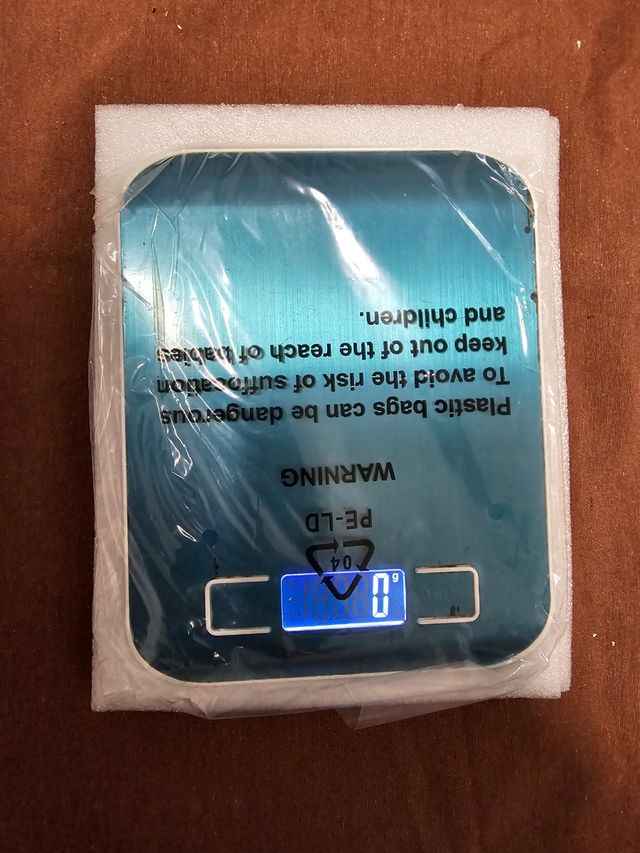 04
PE-LD
WARNING
Plastic bags can be dangerous
To avoid the risk of suffocation
keep out of the reach of babies
and children.
0 g